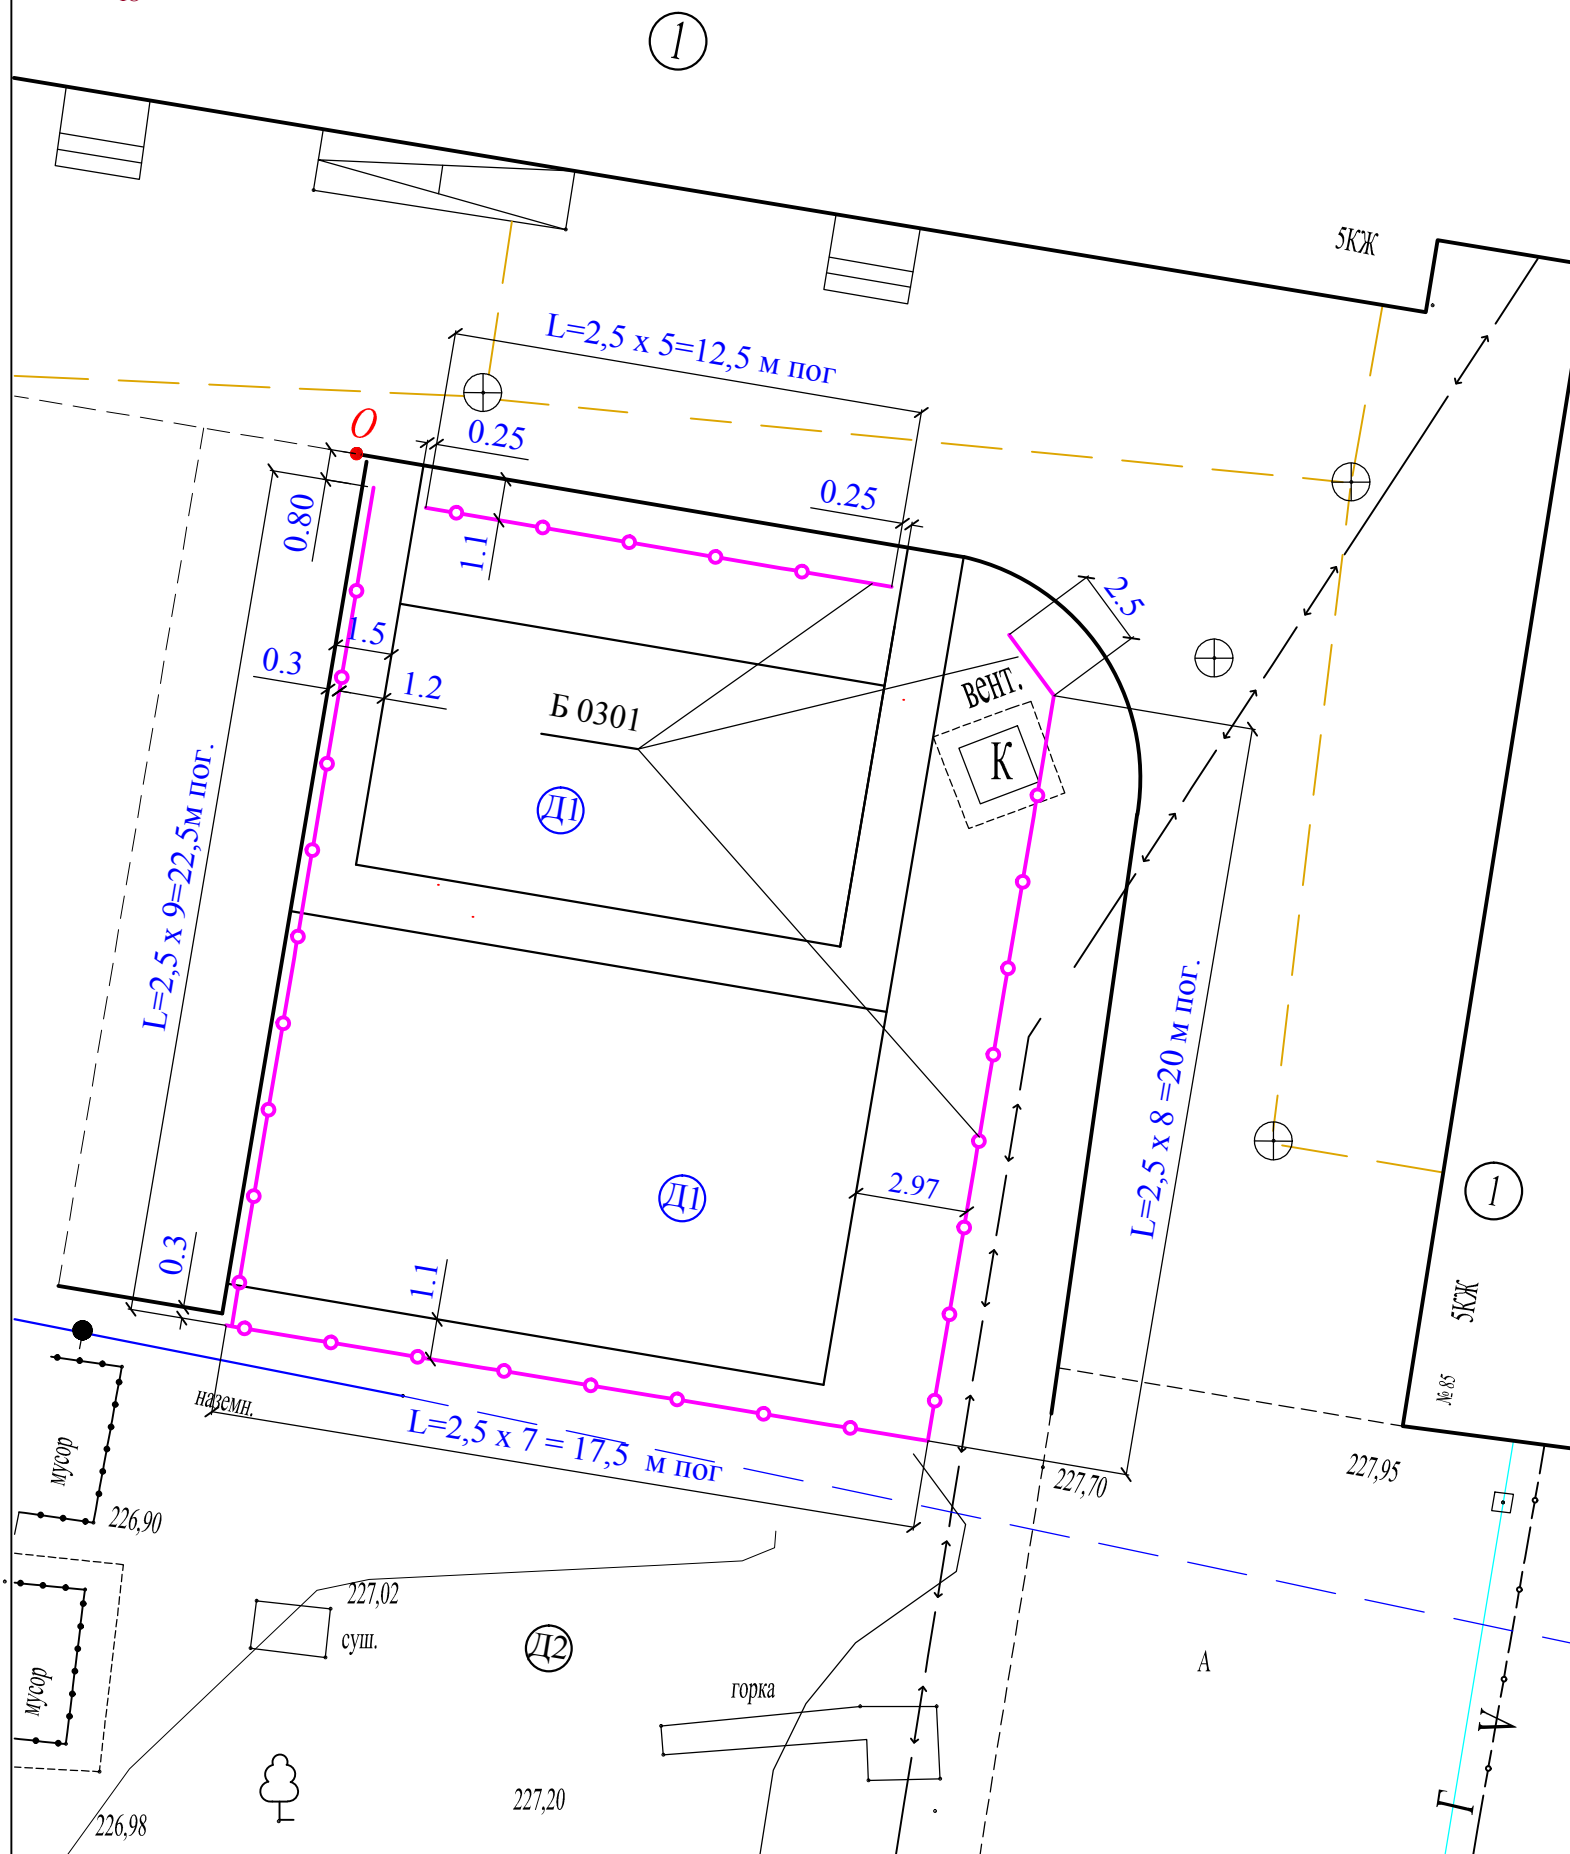 1
5КЖ
L=2,5 х 5=12,5 м пог
О
0.25
0.25
0.80
1.1
2.5
1.5
0.3
1.2
вент.
Б 0301
К
L=2,5 х 9=22,5м пог.
Д1
L=2,5 х 8 =20 м пог.
2.97
1
Д1
0.3
1.1
5КЖ
№ 85
наземн.
L=2,5 х 7 = 17,5 м пог
мусор
227,95
227,70
226,90
227,02
суш.
Д2
А
мусор
горка
227,20
226,98
Г